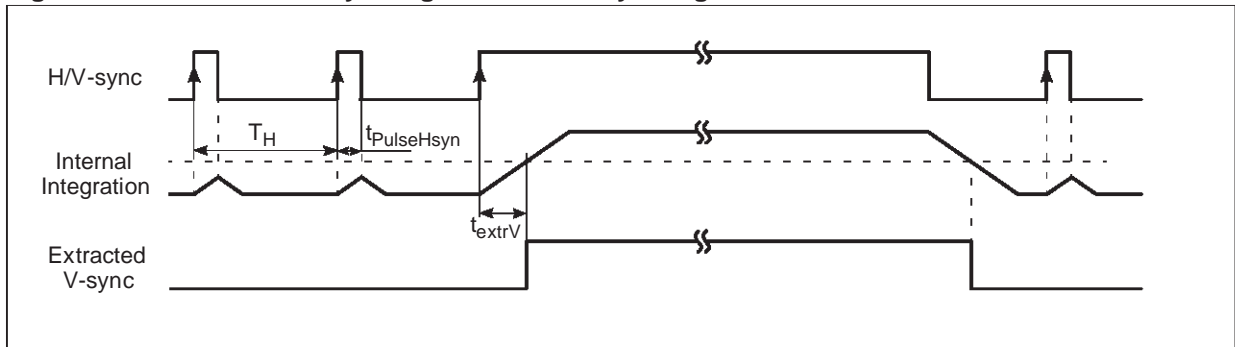 H/V-sync
T_H
t_PulseHsyn
Internal
Integration
t_extrV
Extracted
V-sync